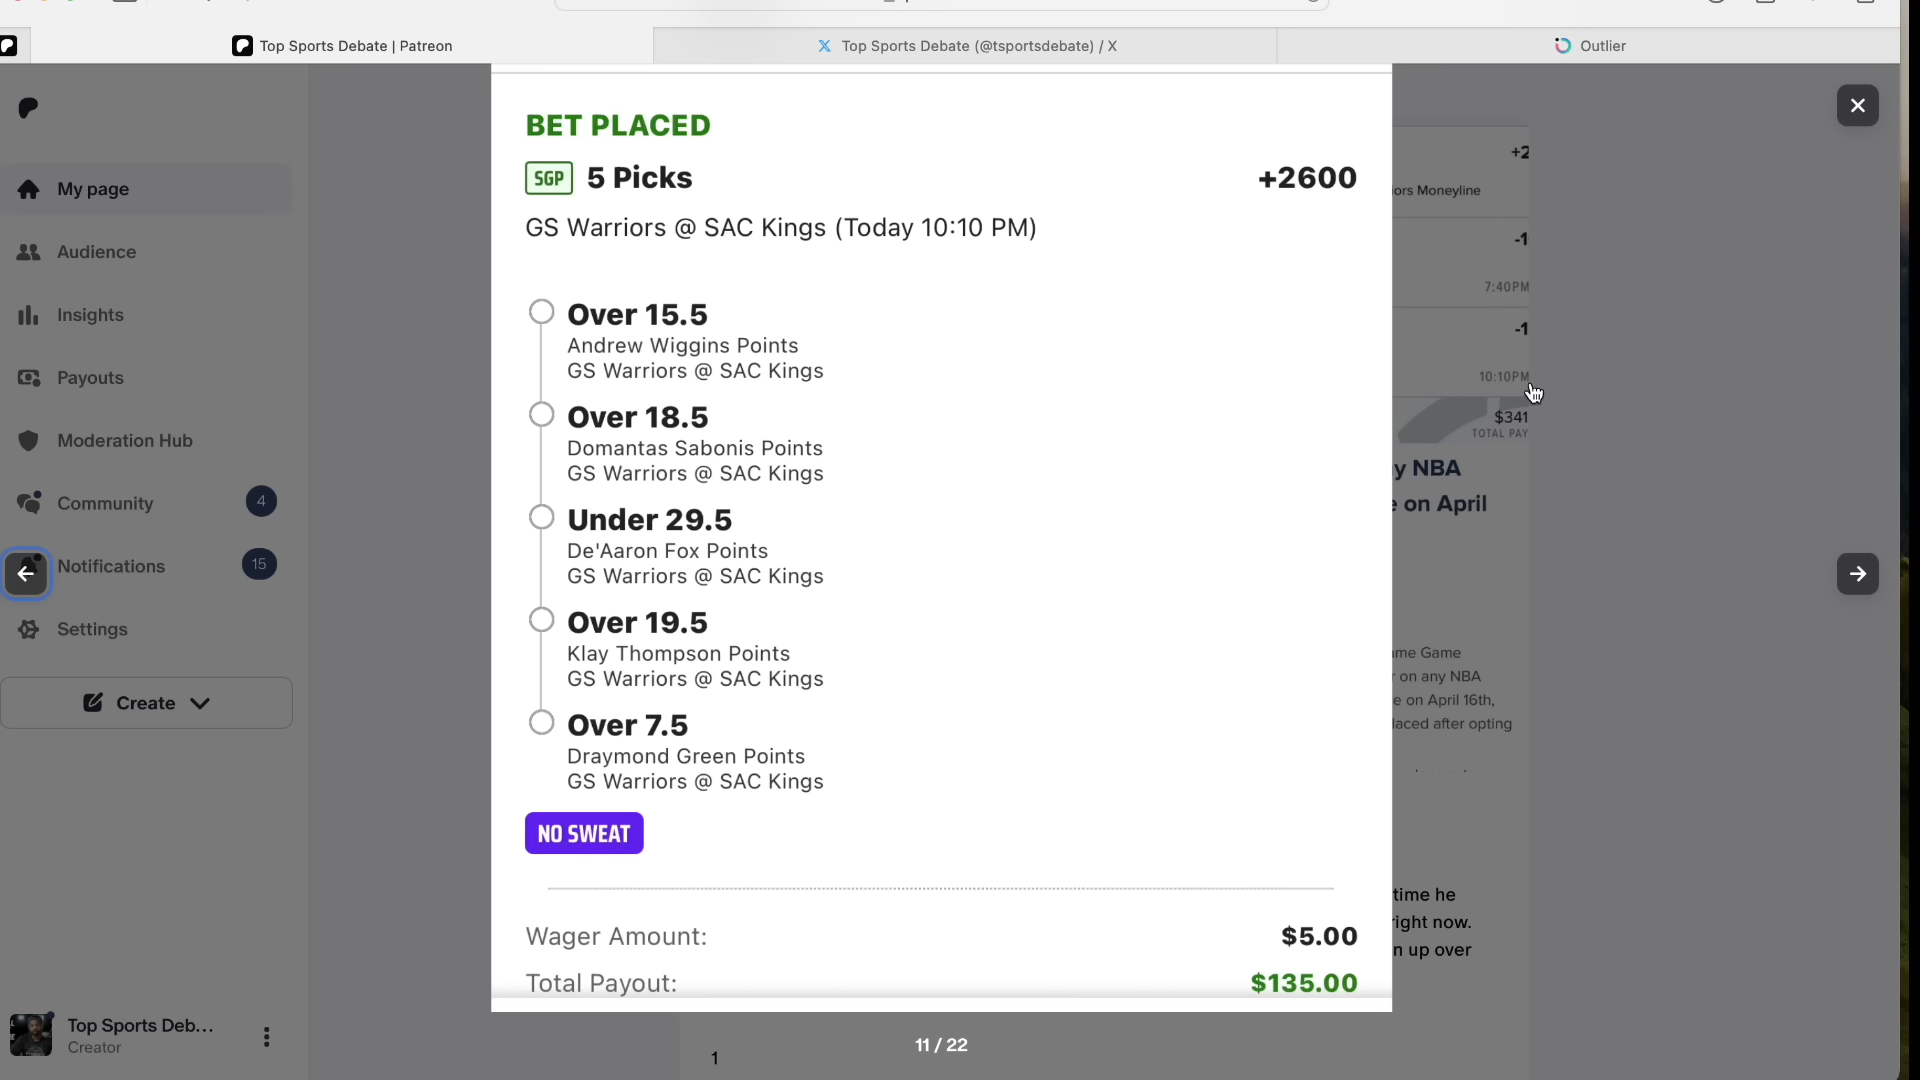 Top Sports Debate | Patreon
Top Sports Debate (@tsportsdebate) / X
Outlier
My page
Audience
Insights
Payouts
Moderation Hub
Community
4
Notifications
15
Settings
Create
Top Sports Deb...
Creator
BET PLACED
SGP 5 Picks +2600
GS Warriors @ SAC Kings (Today 10:10 PM)
Over 15.5
Andrew Wiggins Points
GS Warriors @ SAC Kings
Over 18.5
Domantas Sabonis Points
GS Warriors @ SAC Kings
Under 29.5
De'Aaron Fox Points
GS Warriors @ SAC Kings
Over 19.5
Klay Thompson Points
GS Warriors @ SAC Kings
Over 7.5
Draymond Green Points
GS Warriors @ SAC Kings
NO SWEAT
Wager Amount: $5.00
Total Payout: $135.00
11 / 22
1
+2
ors Moneyline
-1
7:40PM
-1
10:10PM
$341
TOTAL PAY
y NBA
e on April
me Game
on any NBA
e on April 16th,
laced after opting
time he
right now.
n up over